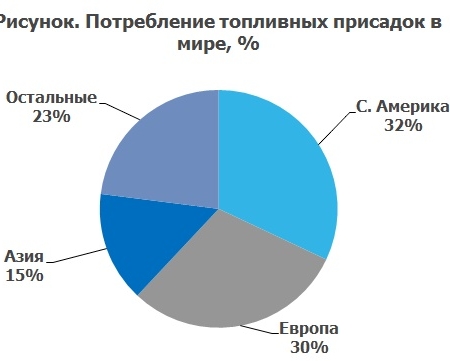 Рисунок. Потребление топливных присадок в
мире, %
Остальные
23%
С. Америка
32%
Азия
15%
Европа
30%